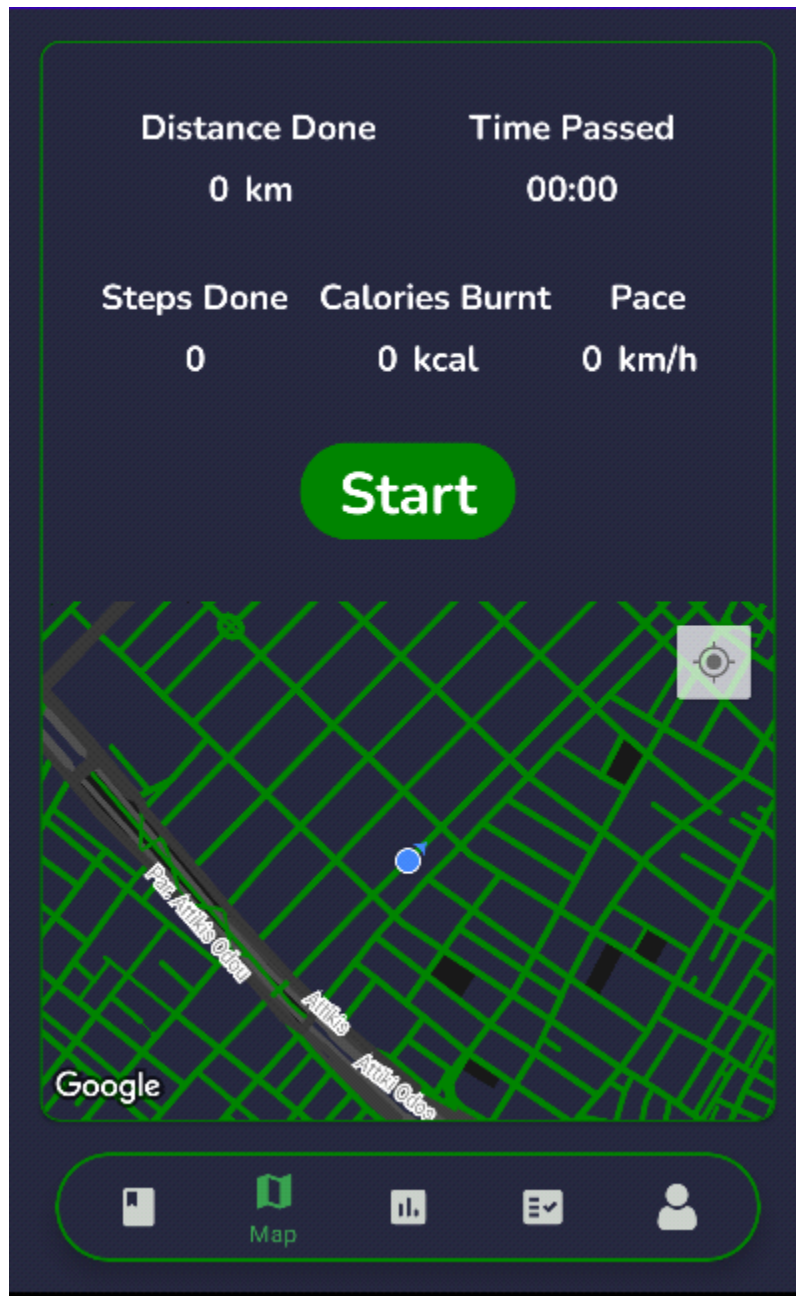 Distance Done Time Passed
0 km 00:00
Steps Done Calories Burnt Pace
0 0 kcal 0 km/h
Start
Par. Attikis Odou
Attikis
Attiki Odos
Google
Map